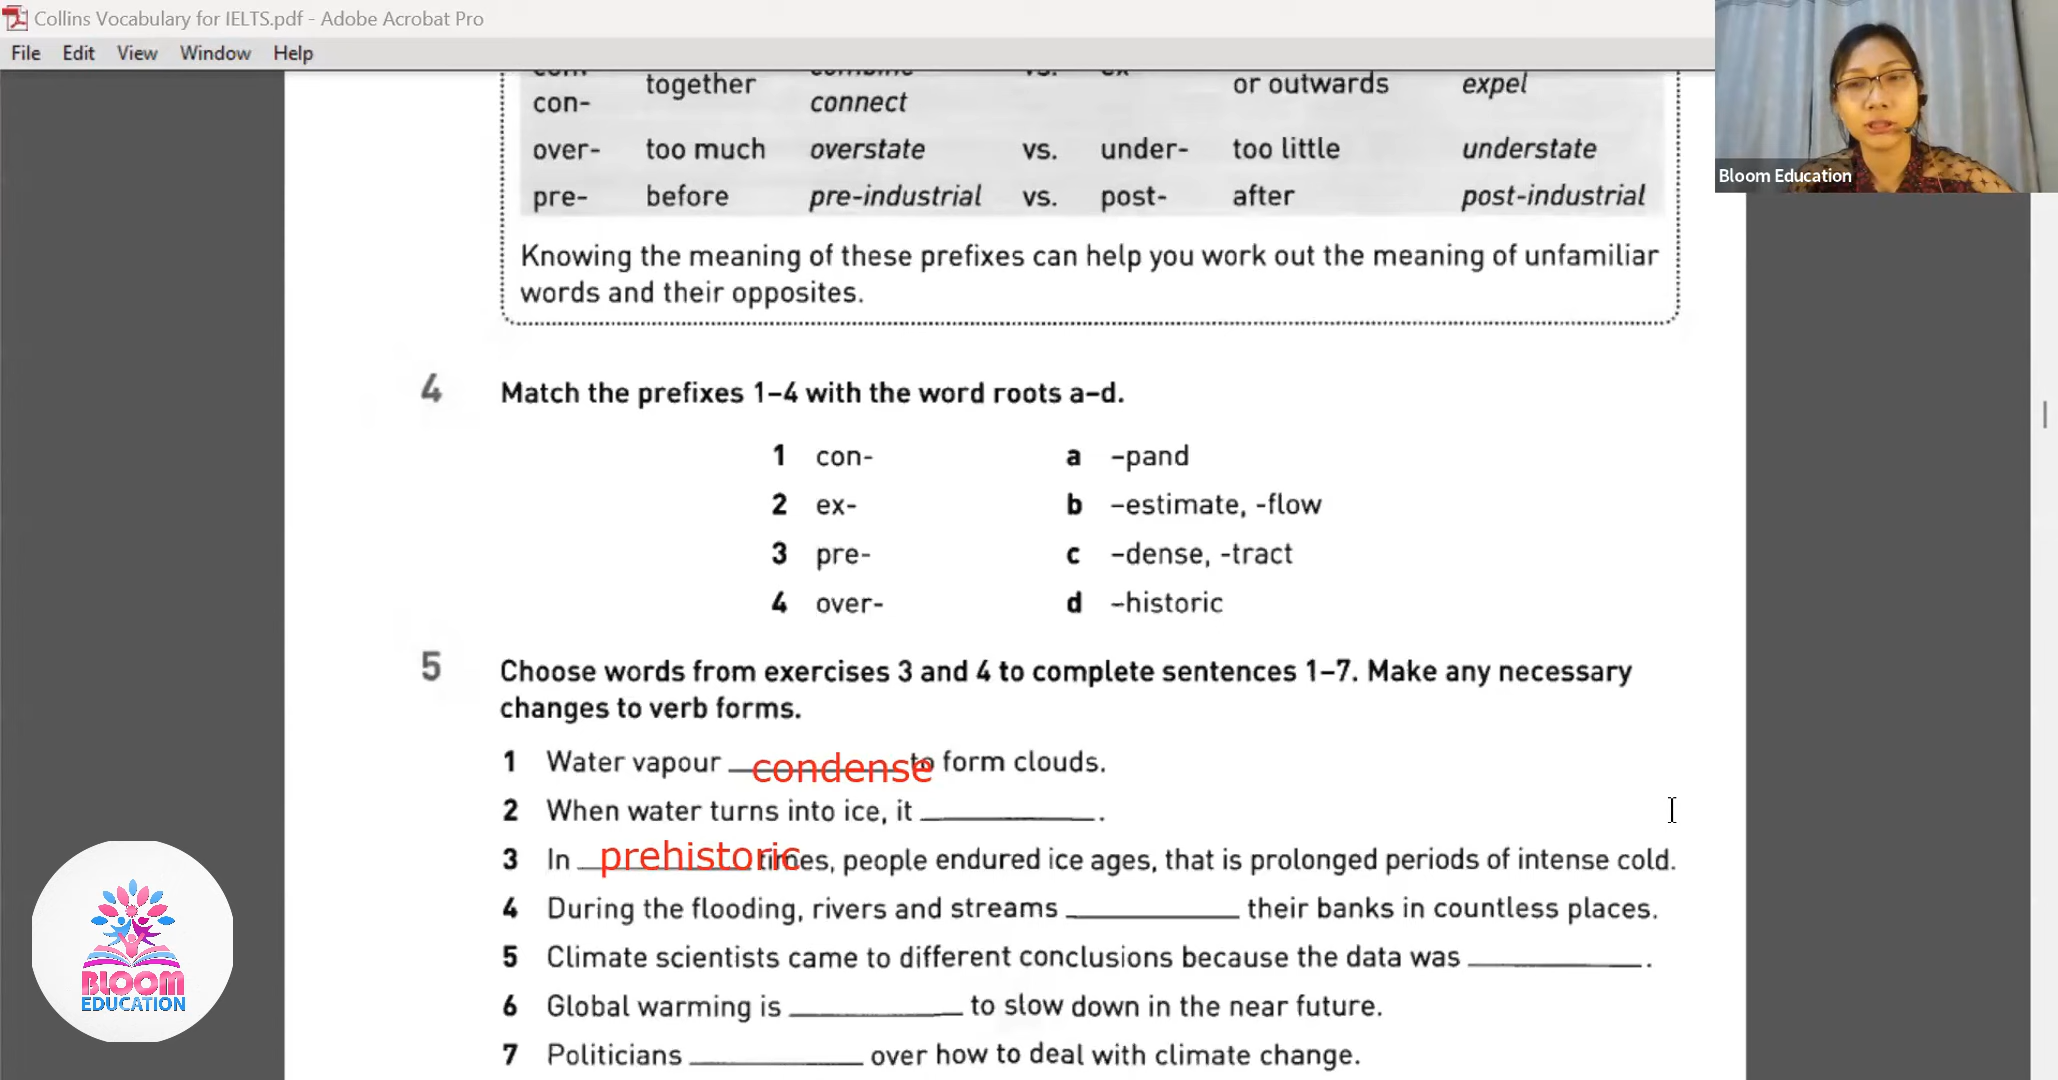 Collins Vocabulary for IELTS.pdf - Adobe Acrobat Pro
File Edit View Window Help
together combine vs. ex- or outwards expel
con- connect
over- too much overstate vs. under- too little understate
pre- before pre-industrial vs. post- after post-industrial
Knowing the meaning of these prefixes can help you work out the meaning of unfamiliar
words and their opposites.
Bloom Education
4 Match the prefixes 1–4 with the word roots a–d.
1 con- a –pand
2 ex- b –estimate, -flow
3 pre- c –dense, -tract
4 over- d –historic
5 Choose words from exercises 3 and 4 to complete sentences 1–7. Make any necessary
changes to verb forms.
1 Water vapour condense to form clouds.
2 When water turns into ice, it ________.
3 In prehistoric times, people endured ice ages, that is prolonged periods of intense cold.
4 During the flooding, rivers and streams ________ their banks in countless places.
5 Climate scientists came to different conclusions because the data was ________.
6 Global warming is ________ to slow down in the near future.
7 Politicians ________ over how to deal with climate change.
BLOOM
EDUCATION